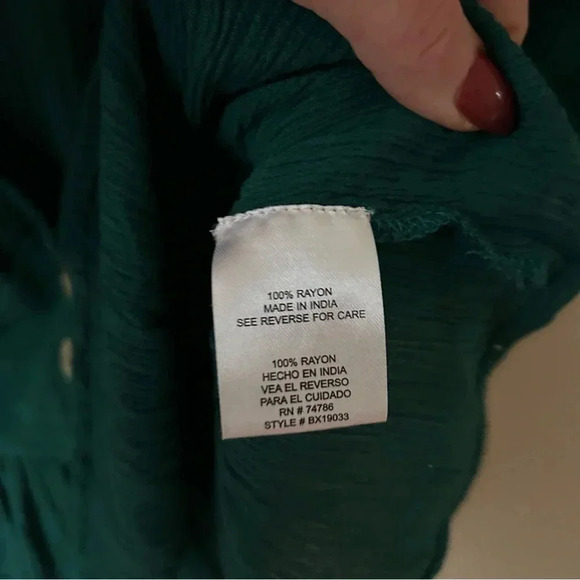 100% RAYON
MADE IN INDIA
SEE REVERSE FOR CARE
100% RAYON
HECHO EN INDIA
VEA EL REVERSO
PARA EL CUIDADO
RN # 74786
STYLE # BX19033